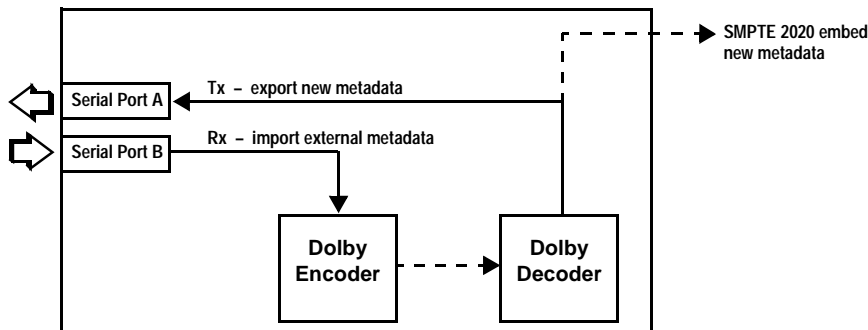 SMPTE 2020 embed
new metadata
Tx – export new metadata
Serial Port A
Rx – import external metadata
Serial Port B
Dolby
Encoder
Dolby
Decoder